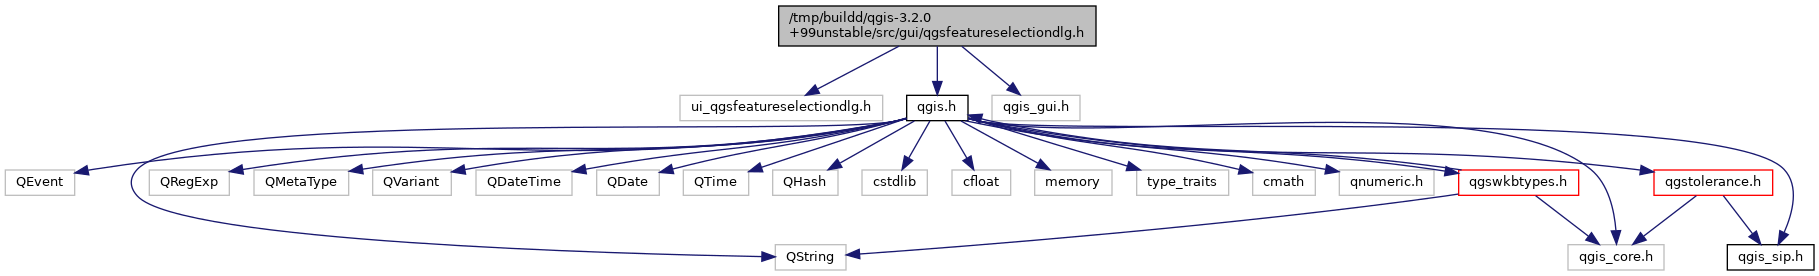 /tmp/buildd/qgis-3.2.0
+99unstable/src/gui/qgsfeatureselectiondlg.h
ui_qgsfeatureselectiondlg.h
qgis.h
qgis_gui.h
QEvent
QRegExp
QMetaType
QVariant
QDateTime
QDate
QTime
QHash
cstdlib
cfloat
memory
type_traits
cmath
qnumeric.h
qgswkbtypes.h
qgstolerance.h
QString
qgis_core.h
qgis_sip.h